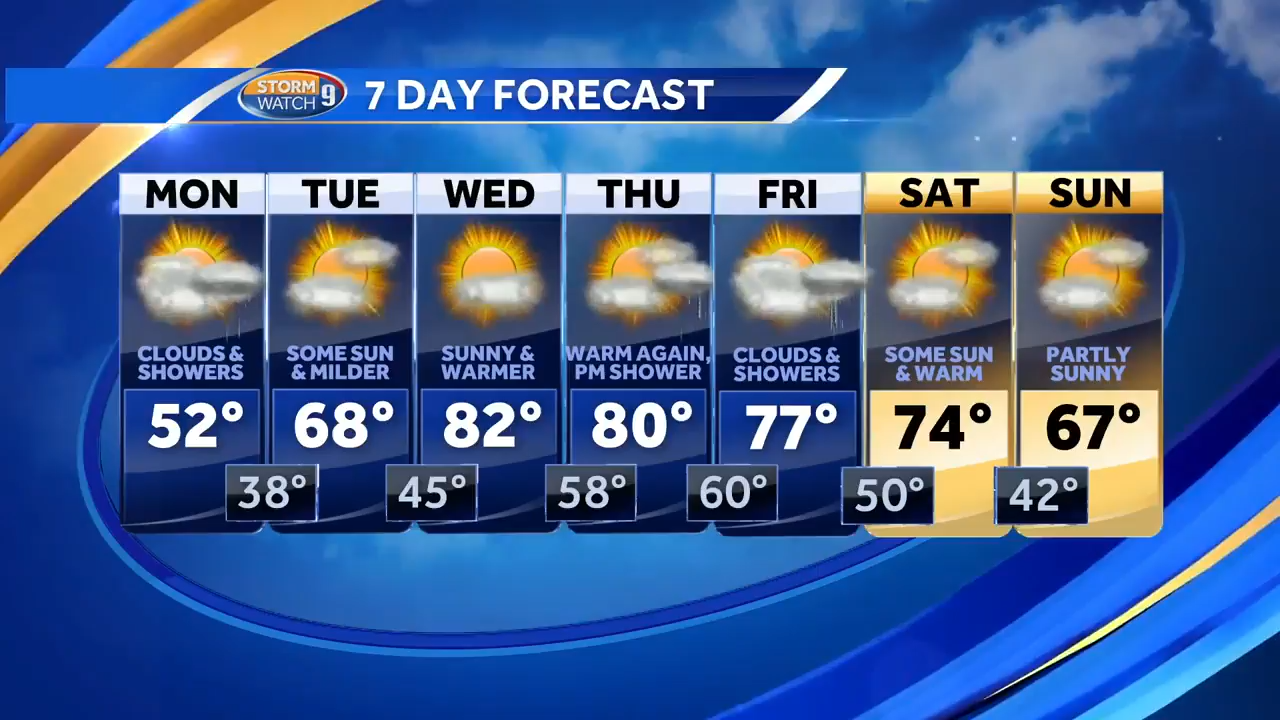 STORM
WATCH 9
7 DAY FORECAST
MON TUE WED THU FRI SAT SUN
CLOUDS &
SHOWERS
SOME SUN
& MILDER
SUNNY &
WARMER
WARM AGAIN,
PM SHOWER
CLOUDS &
SHOWERS
SOME SUN
& WARM
PARTLY
SUNNY
52° 68° 82° 80° 77° 74° 67°
38° 45° 58° 60° 50° 42°